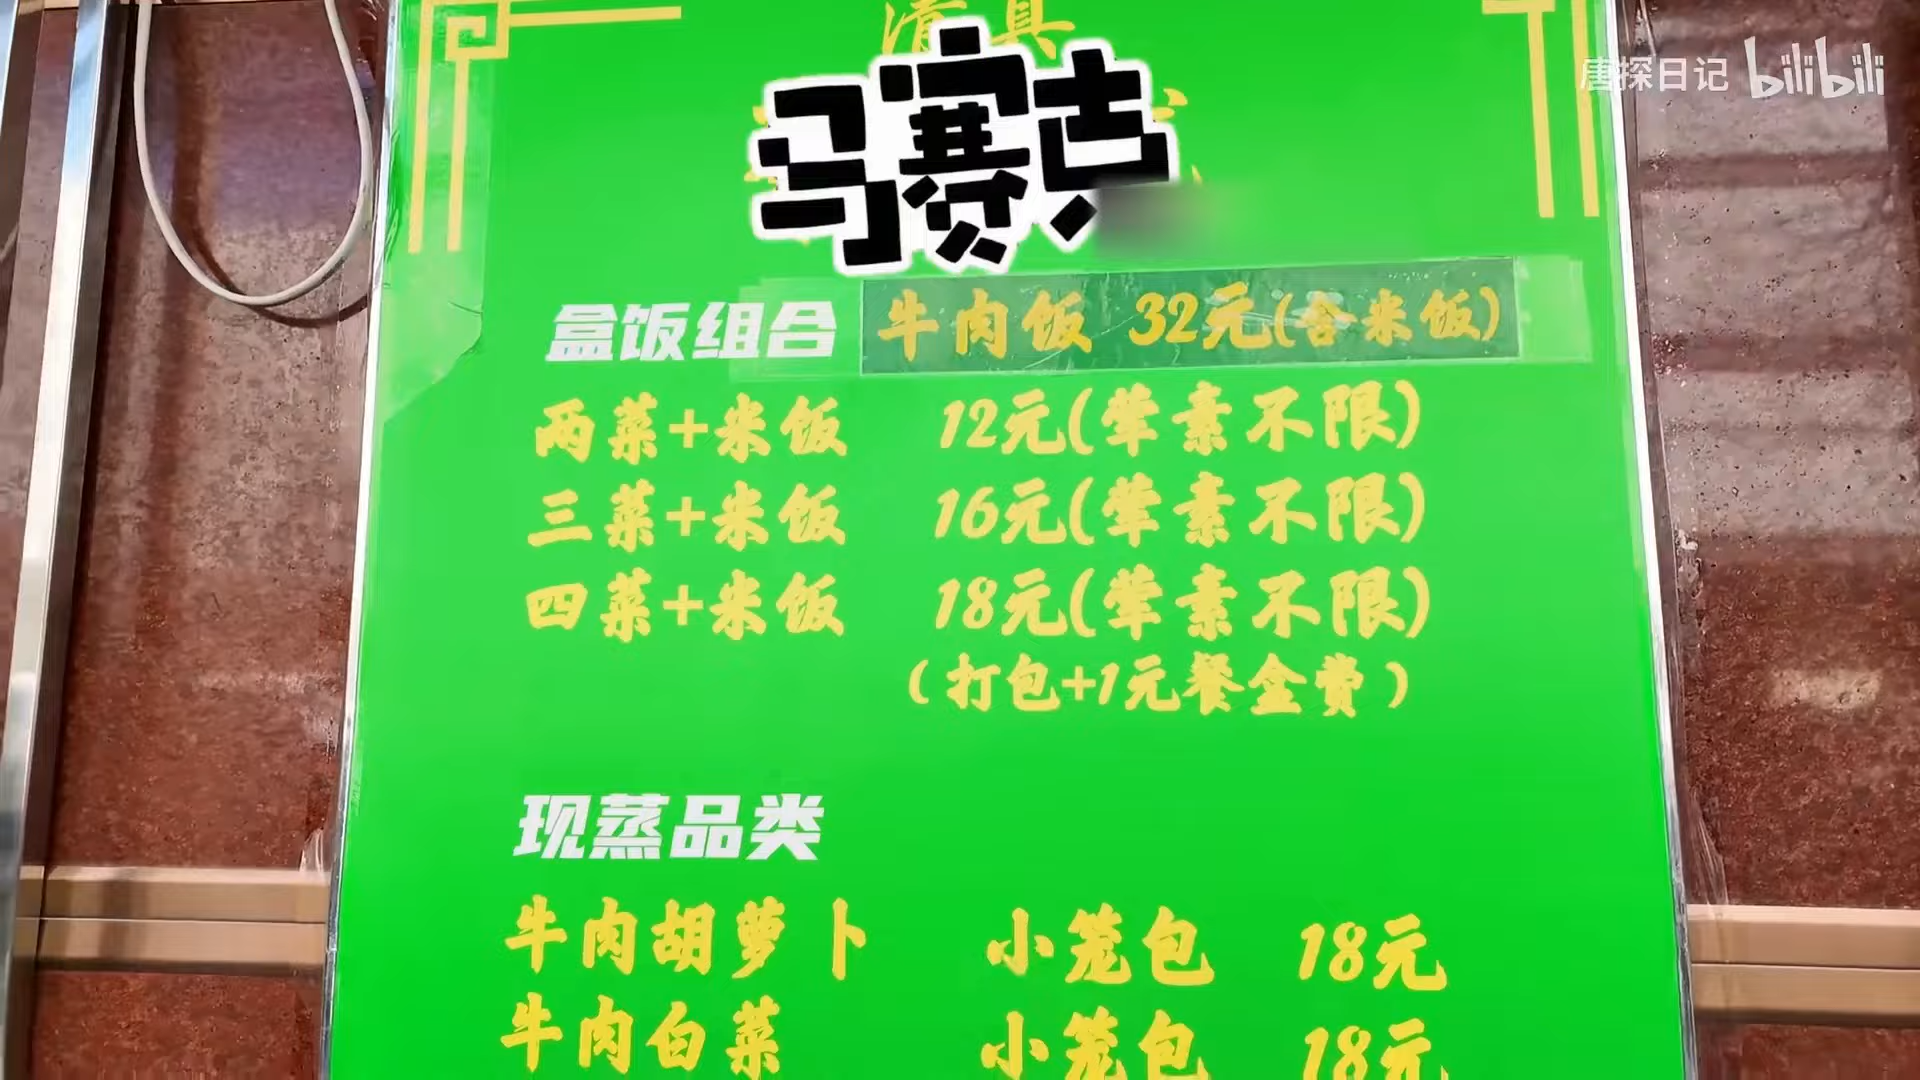 清真
唐探日记 bilibili
马赛克
盒饭组合 牛肉饭 32元(含米饭)
两菜+米饭 12元(荤素不限)
三菜+米饭 16元(荤素不限)
四菜+米饭 18元(荤素不限)
（打包+1元餐盒费）
现蒸品类
牛肉胡萝卜 小笼包 18元
牛肉白菜 小笼包 18元